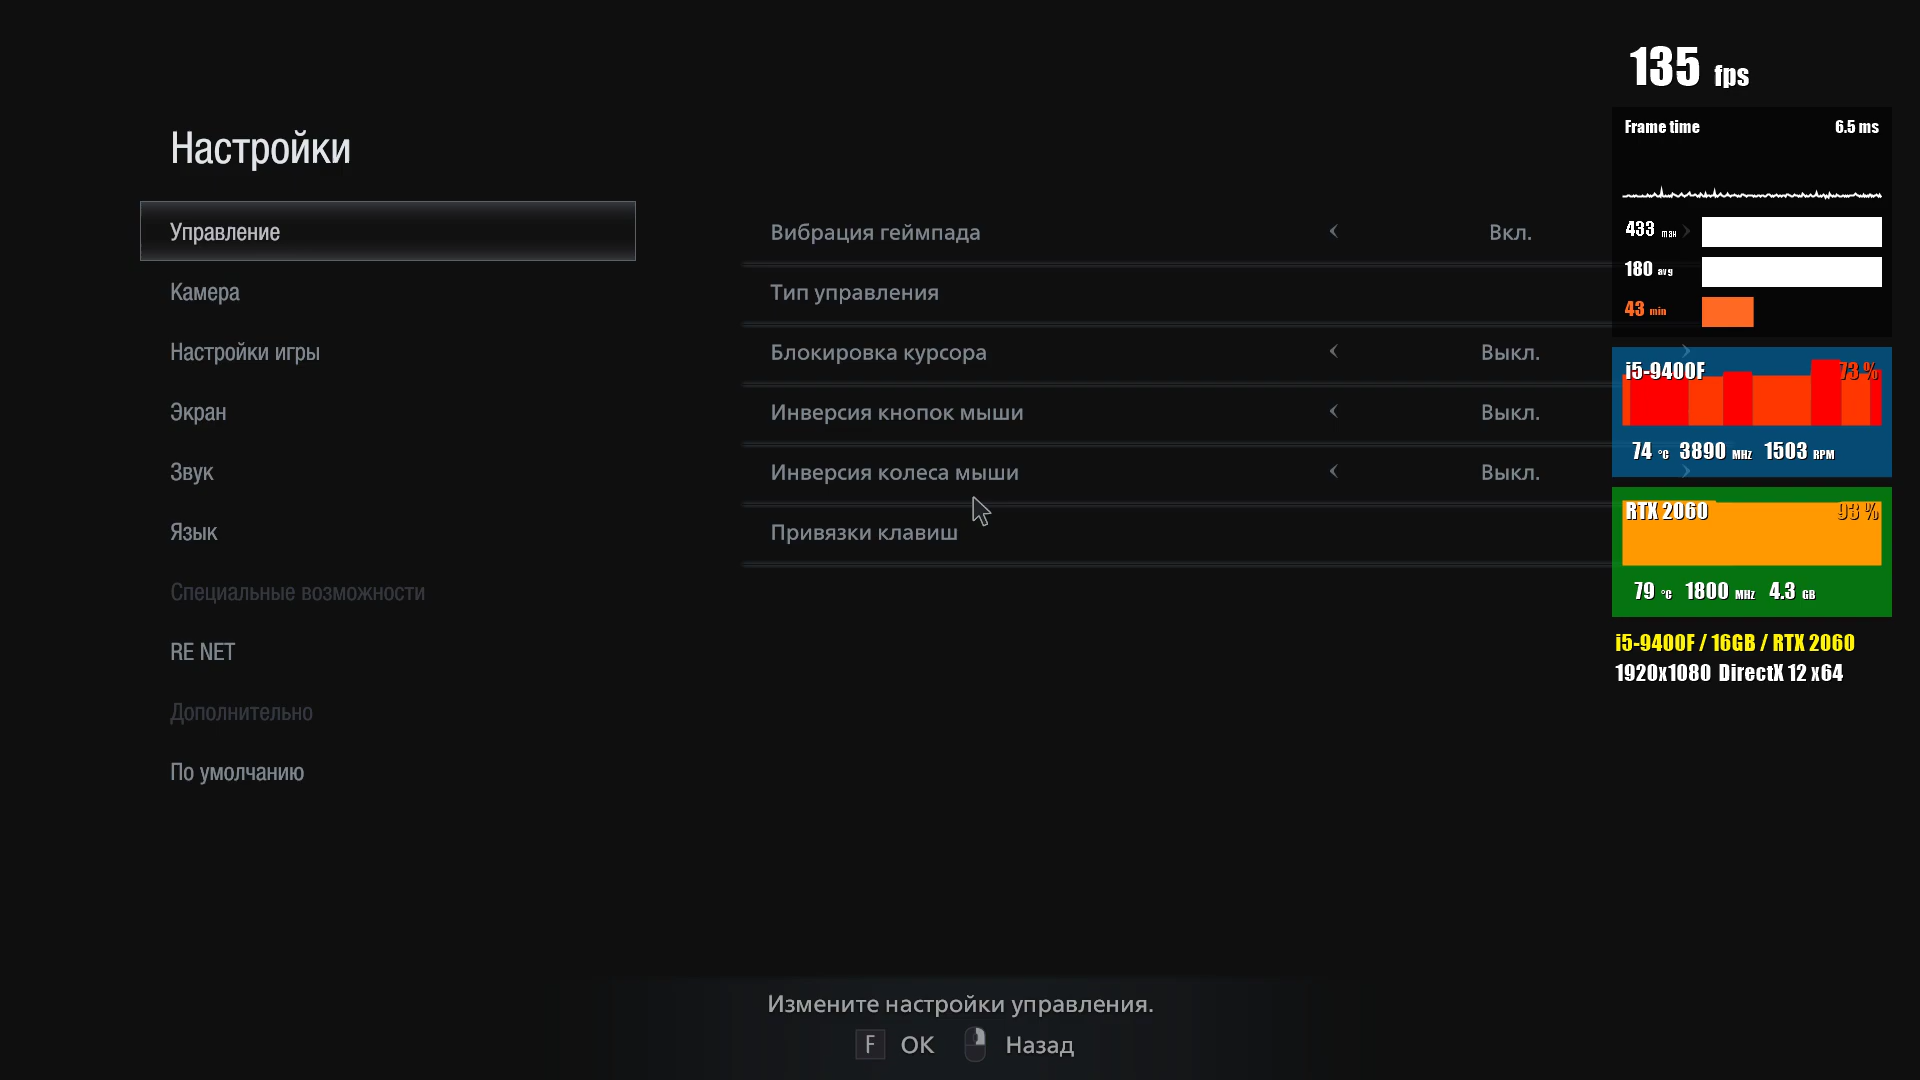 135 fps
Frame time 6.5 ms
Настройки
Управление
Вибрация геймпада Вкл.
433 max
180 avg
Камера
Тип управления
43 min
Настройки игры
Блокировка курсора Выкл.
i5-9400F 73 %
Экран
Инверсия кнопок мыши Выкл.
74 °C 3890 MHz 1503 RPM
Звук
Инверсия колеса мыши Выкл.
RTX 2060 93 %
Язык
Привязки клавиш
79 °C 1800 MHz 4.3 GB
Специальные возможности
i5-9400F / 16GB / RTX 2060
RE NET
1920x1080 DirectX 12 x64
Дополнительно
По умолчанию
Измените настройки управления.
F OK Назад